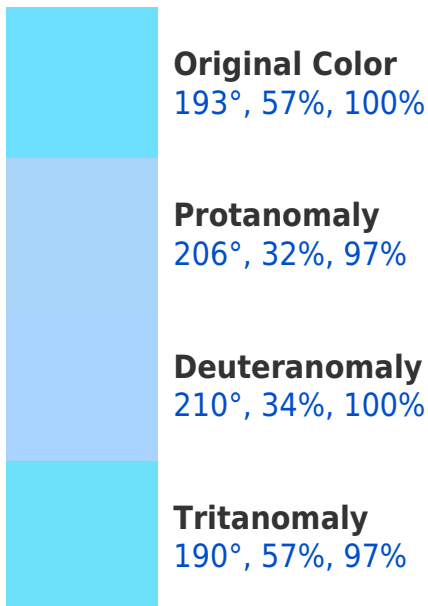 Original Color
193°, 57%, 100%
Protanomaly
206°, 32%, 97%
Deuteranomaly
210°, 34%, 100%
Tritanomaly
190°, 57%, 97%